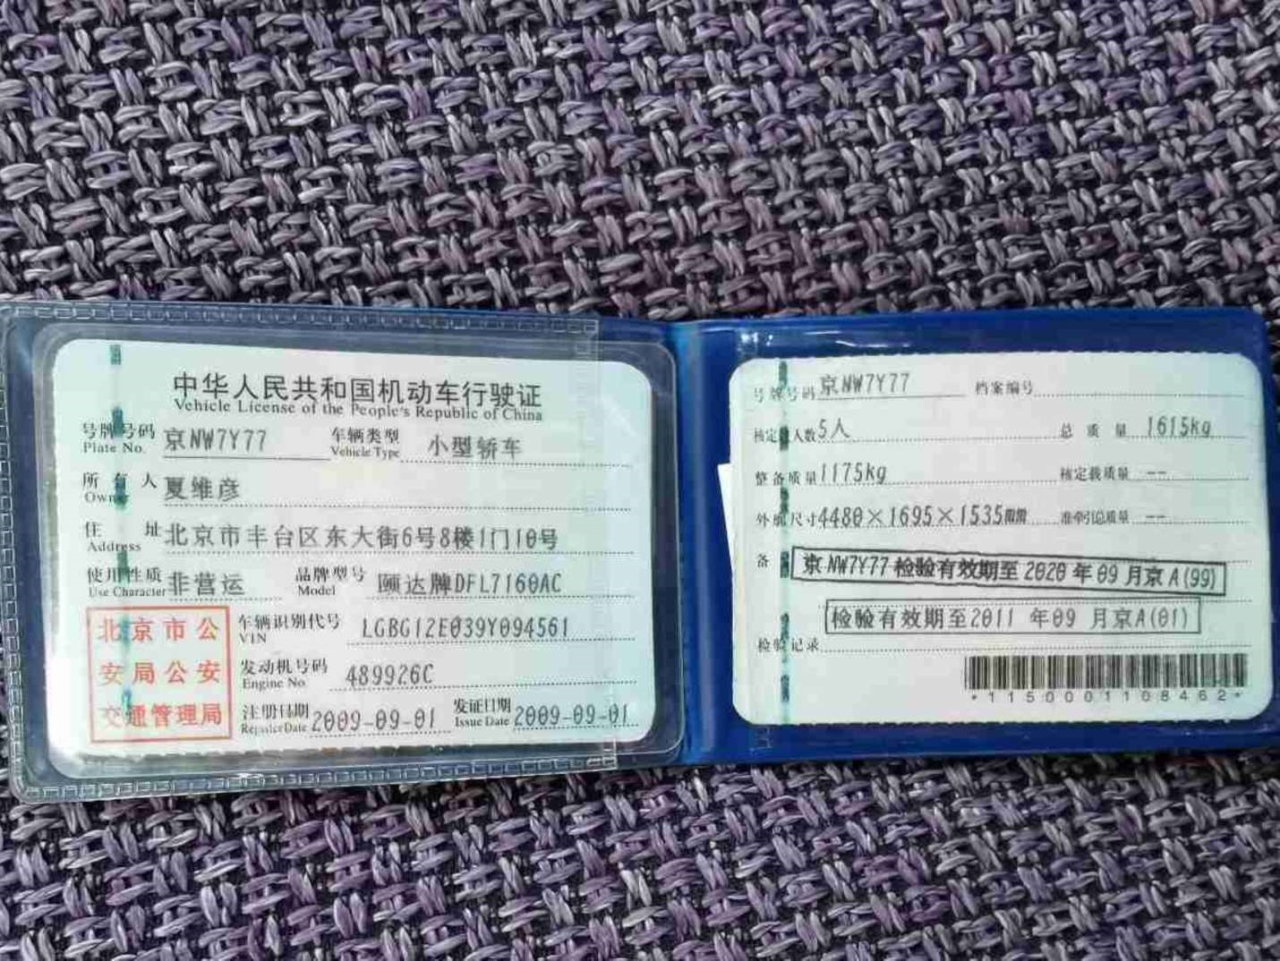 中华人民共和国机动车行驶证
Vehicle License of the People's Republic of China
号牌号码 京NW7Y77 车辆类型 小型轿车
Plate No. Vehicle Type
所有人 夏维彦
Owner
住址 北京市丰台区东大街6号8楼1门10号
Address
使用性质 非营运 品牌型号 颐达牌DFL7160AC
Use Character Model
北京市公
安局公安
交通管理局
车辆识别代号 LGBG12E039Y094561
VIN
发动机号码 489926C
Engine No.
注册日期 2009-09-01 发证日期 2009-09-01
Register Date Issue Date
号牌号码 京NW7Y77 档案编号
核定人数 5人 总质量 1615kg
整备质量 1175kg 核定载质量 --
外廓尺寸 4480×1695×1535 准牵引总质量 --
备 京NW7Y77 检验有效期至2020年09月京A(99)
检验有效期至2011 年09 月京A(01)
检验记录
*1150001108462*